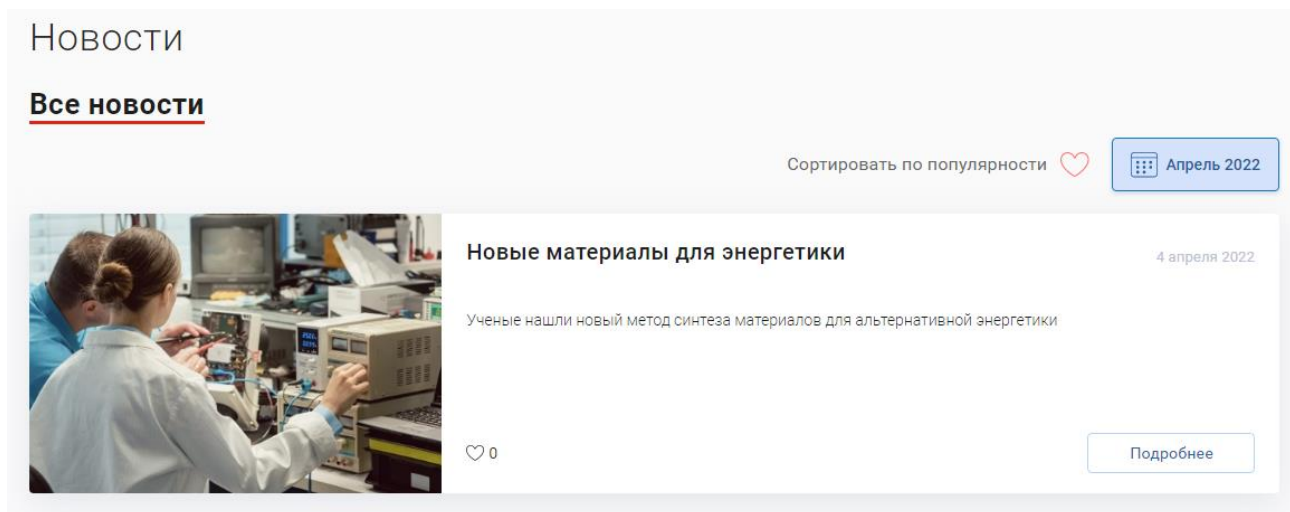 Новости
Все новости
Сортировать по популярности
Апрель 2022
Новые материалы для энергетики
4 апреля 2022
Ученые нашли новый метод синтеза материалов для альтернативной энергетики
0
Подробнее